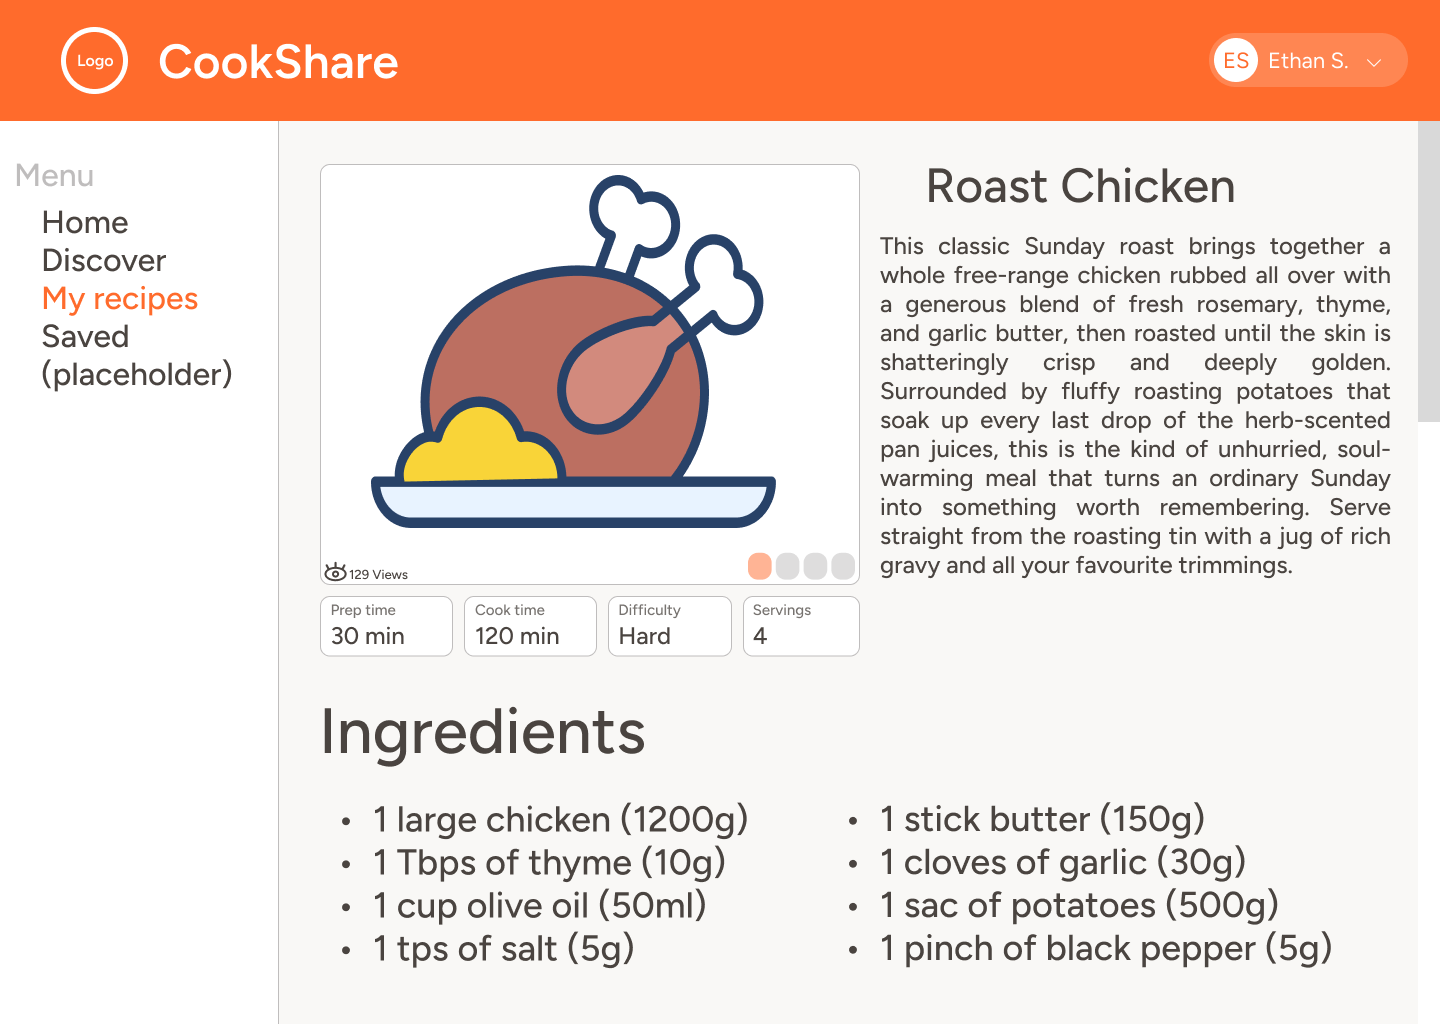 Logo
CookShare
ES
Ethan S.
Menu
Home
Discover
My recipes
Saved
(placeholder)
129 Views
Prep time
30 min
Cook time
120 min
Difficulty
Hard
Servings
4
Roast Chicken
This classic Sunday roast brings together a
whole free-range chicken rubbed all over with
a generous blend of fresh rosemary, thyme,
and garlic butter, then roasted until the skin is
shatteringly crisp and deeply golden.
Surrounded by fluffy roasting potatoes that
soak up every last drop of the herb-scented
pan juices, this is the kind of unhurried, soul-
warming meal that turns an ordinary Sunday
into something worth remembering. Serve
straight from the roasting tin with a jug of rich
gravy and all your favourite trimmings.
Ingredients
• 1 large chicken (1200g)
• 1 Tbps of thyme (10g)
• 1 cup olive oil (50ml)
• 1 tps of salt (5g)
• 1 stick butter (150g)
• 1 cloves of garlic (30g)
• 1 sac of potatoes (500g)
• 1 pinch of black pepper (5g)